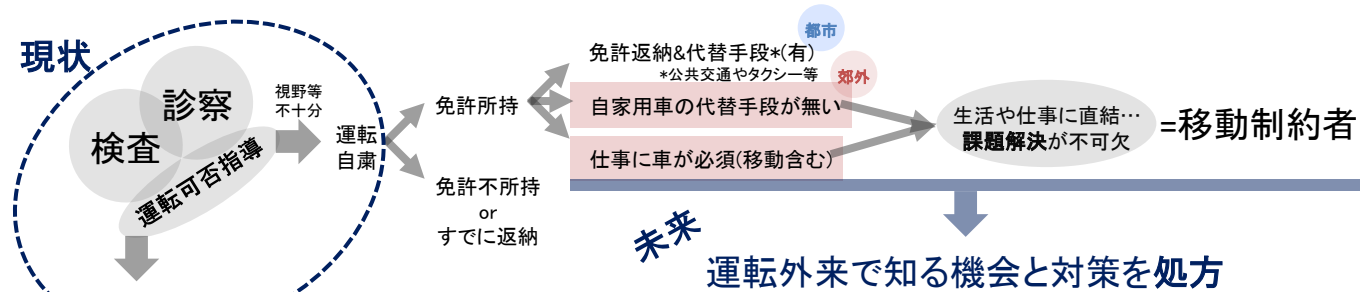 現状
診察
検査
運転可否指導
視野等
不十分
運転
自粛
免許所持
免許不所持
or
すでに返納
都市
免許返納&代替手段*(有)
*公共交通やタクシー等
郊外
自家用車の代替手段が無い
仕事に車が必須(移動含む)
生活や仕事に直結…
課題解決が不可欠
=移動制約者
未来
運転外来で知る機会と対策を処方